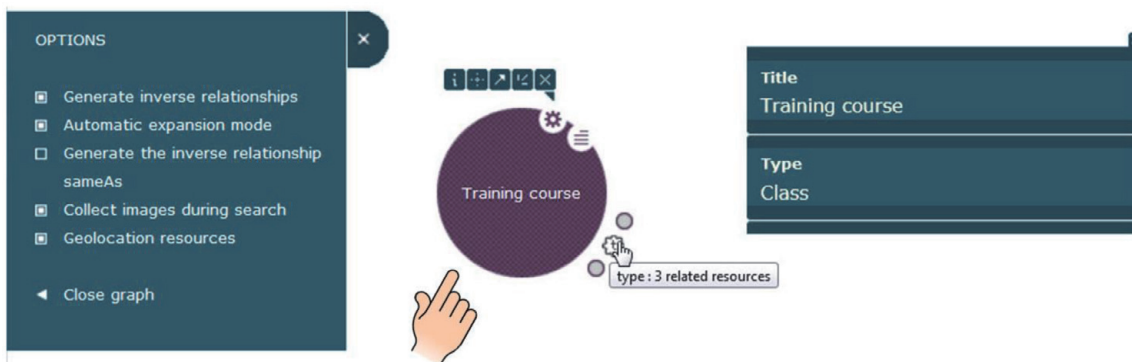 OPTIONS
Generate inverse relationships
Automatic expansion mode
Generate the inverse relationship
sameAs
Collect images during search
Geolocation resources
Close graph
Training course
type : 3 related resources
Title
Training course
Type
Class